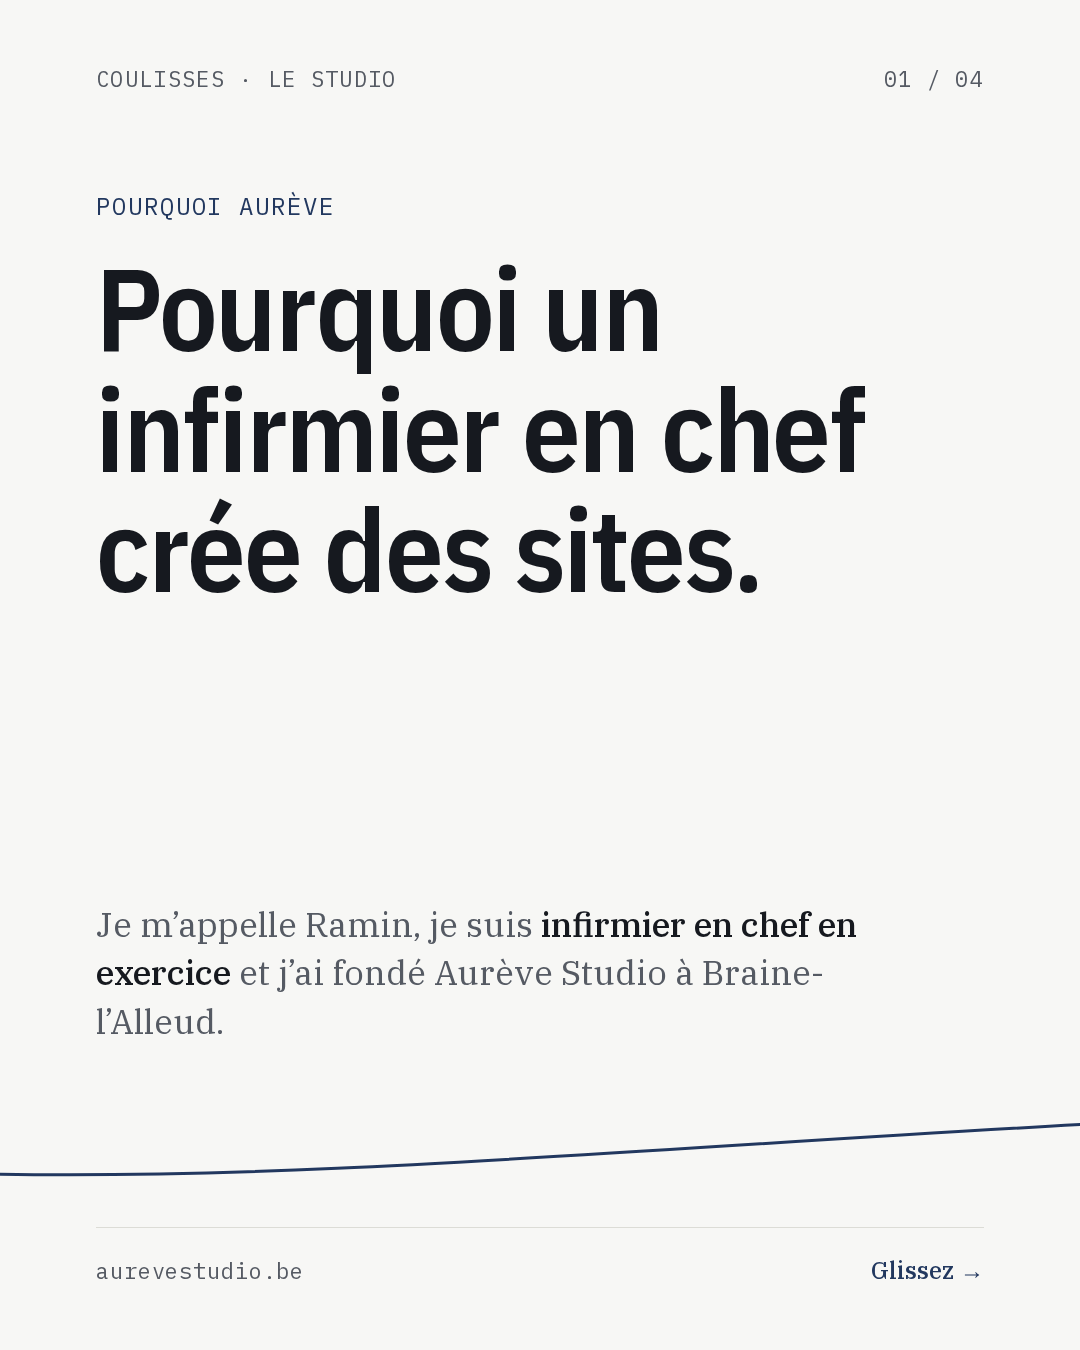 COULISSES · LE STUDIO
01 / 04
POURQUOI AURÈVE
Pourquoi un
infirmier en chef
crée des sites.
Je m’appelle Ramin, je suis infirmier en chef en
exercice et j’ai fondé Aurève Studio à Braine-
l’Alleud.
aurevestudio.be
Glissez →